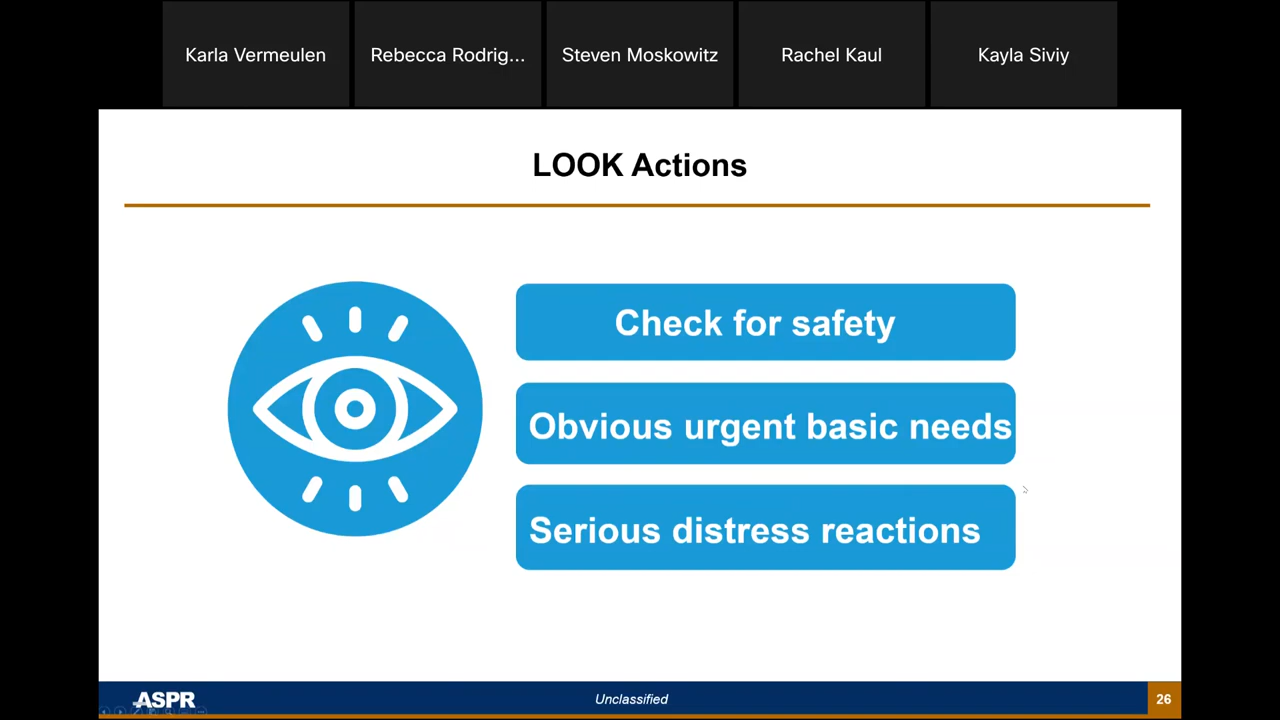 Karla Vermeulen
Rebecca Rodrig...
Steven Moskowitz
Rachel Kaul
Kayla Siviy
LOOK Actions
Check for safety
Obvious urgent basic needs
Serious distress reactions
ASPR
Unclassified
26